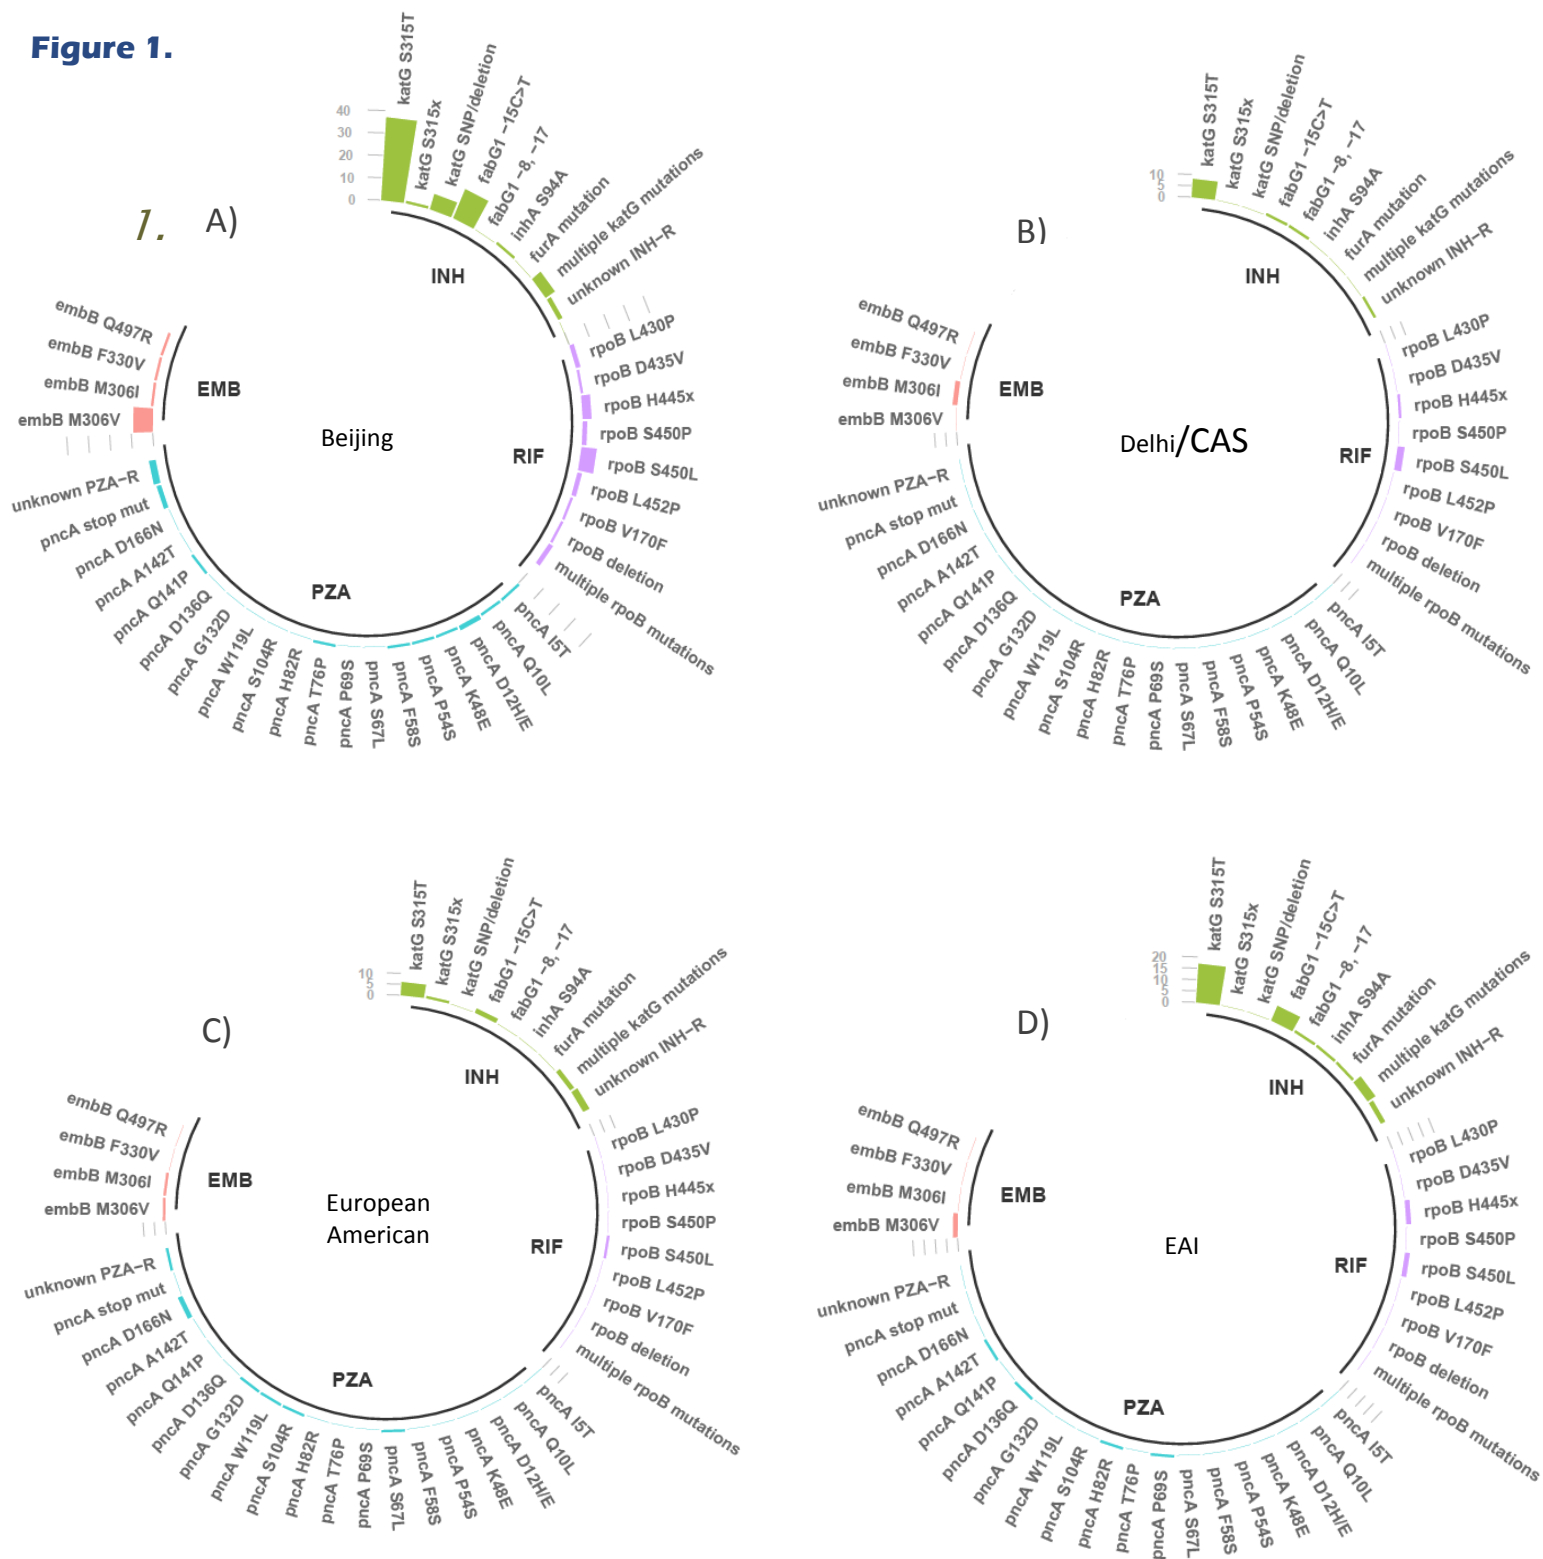 Figure 1.
1.
A)
40
30
20
10
0
katG S315T
katG S315x
katG SNP/deletion
fabG1 −15C>T
fabG1 −8, −17
inhA S94A
furA mutation
multiple katG mutations
unknown INH−R
INH
rpoB L430P
rpoB D435V
rpoB H445x
rpoB S450P
rpoB S450L
rpoB L452P
rpoB V170F
rpoB deletion
multiple rpoB mutations
RIF
pncA I5T
pncA Q10L
pncA D12H/E
pncA K48E
pncA P54S
pncA F58S
pncA S67L
pncA P69S
pncA T76P
pncA H82R
pncA S104R
pncA W119L
pncA G132D
pncA D136Q
pncA Q141P
pncA A142T
pncA D166N
pncA stop mut
unknown PZA−R
PZA
embB M306V
embB M306I
embB F330V
embB Q497R
EMB
Beijing
B)
10
5
0
katG S315T
katG S315x
katG SNP/deletion
fabG1 −15C>T
fabG1 −8, −17
inhA S94A
furA mutation
multiple katG mutations
unknown INH−R
INH
rpoB L430P
rpoB D435V
rpoB H445x
rpoB S450P
rpoB S450L
rpoB L452P
rpoB V170F
rpoB deletion
multiple rpoB mutations
RIF
pncA I5T
pncA Q10L
pncA D12H/E
pncA K48E
pncA P54S
pncA F58S
pncA S67L
pncA P69S
pncA T76P
pncA H82R
pncA S104R
pncA W119L
pncA G132D
pncA D136Q
pncA Q141P
pncA A142T
pncA D166N
pncA stop mut
unknown PZA−R
PZA
embB M306V
embB M306I
embB F330V
embB Q497R
EMB
Delhi/CAS
C)
10
5
0
katG S315T
katG S315x
katG SNP/deletion
fabG1 −15C>T
fabG1 −8, −17
inhA S94A
furA mutation
multiple katG mutations
unknown INH−R
INH
rpoB L430P
rpoB D435V
rpoB H445x
rpoB S450P
rpoB S450L
rpoB L452P
rpoB V170F
rpoB deletion
multiple rpoB mutations
RIF
pncA I5T
pncA Q10L
pncA D12H/E
pncA K48E
pncA P54S
pncA F58S
pncA S67L
pncA P69S
pncA T76P
pncA H82R
pncA S104R
pncA W119L
pncA G132D
pncA D136Q
pncA Q141P
pncA A142T
pncA D166N
pncA stop mut
unknown PZA−R
PZA
embB M306V
embB M306I
embB F330V
embB Q497R
EMB
European
American
D)
20
15
10
5
0
katG S315T
katG S315x
katG SNP/deletion
fabG1 −15C>T
fabG1 −8, −17
inhA S94A
furA mutation
multiple katG mutations
unknown INH−R
INH
rpoB L430P
rpoB D435V
rpoB H445x
rpoB S450P
rpoB S450L
rpoB L452P
rpoB V170F
rpoB deletion
multiple rpoB mutations
RIF
pncA I5T
pncA Q10L
pncA D12H/E
pncA K48E
pncA P54S
pncA F58S
pncA S67L
pncA P69S
pncA T76P
pncA H82R
pncA S104R
pncA W119L
pncA G132D
pncA D136Q
pncA Q141P
pncA A142T
pncA D166N
pncA stop mut
unknown PZA−R
PZA
embB M306V
embB M306I
embB F330V
embB Q497R
EMB
EAI